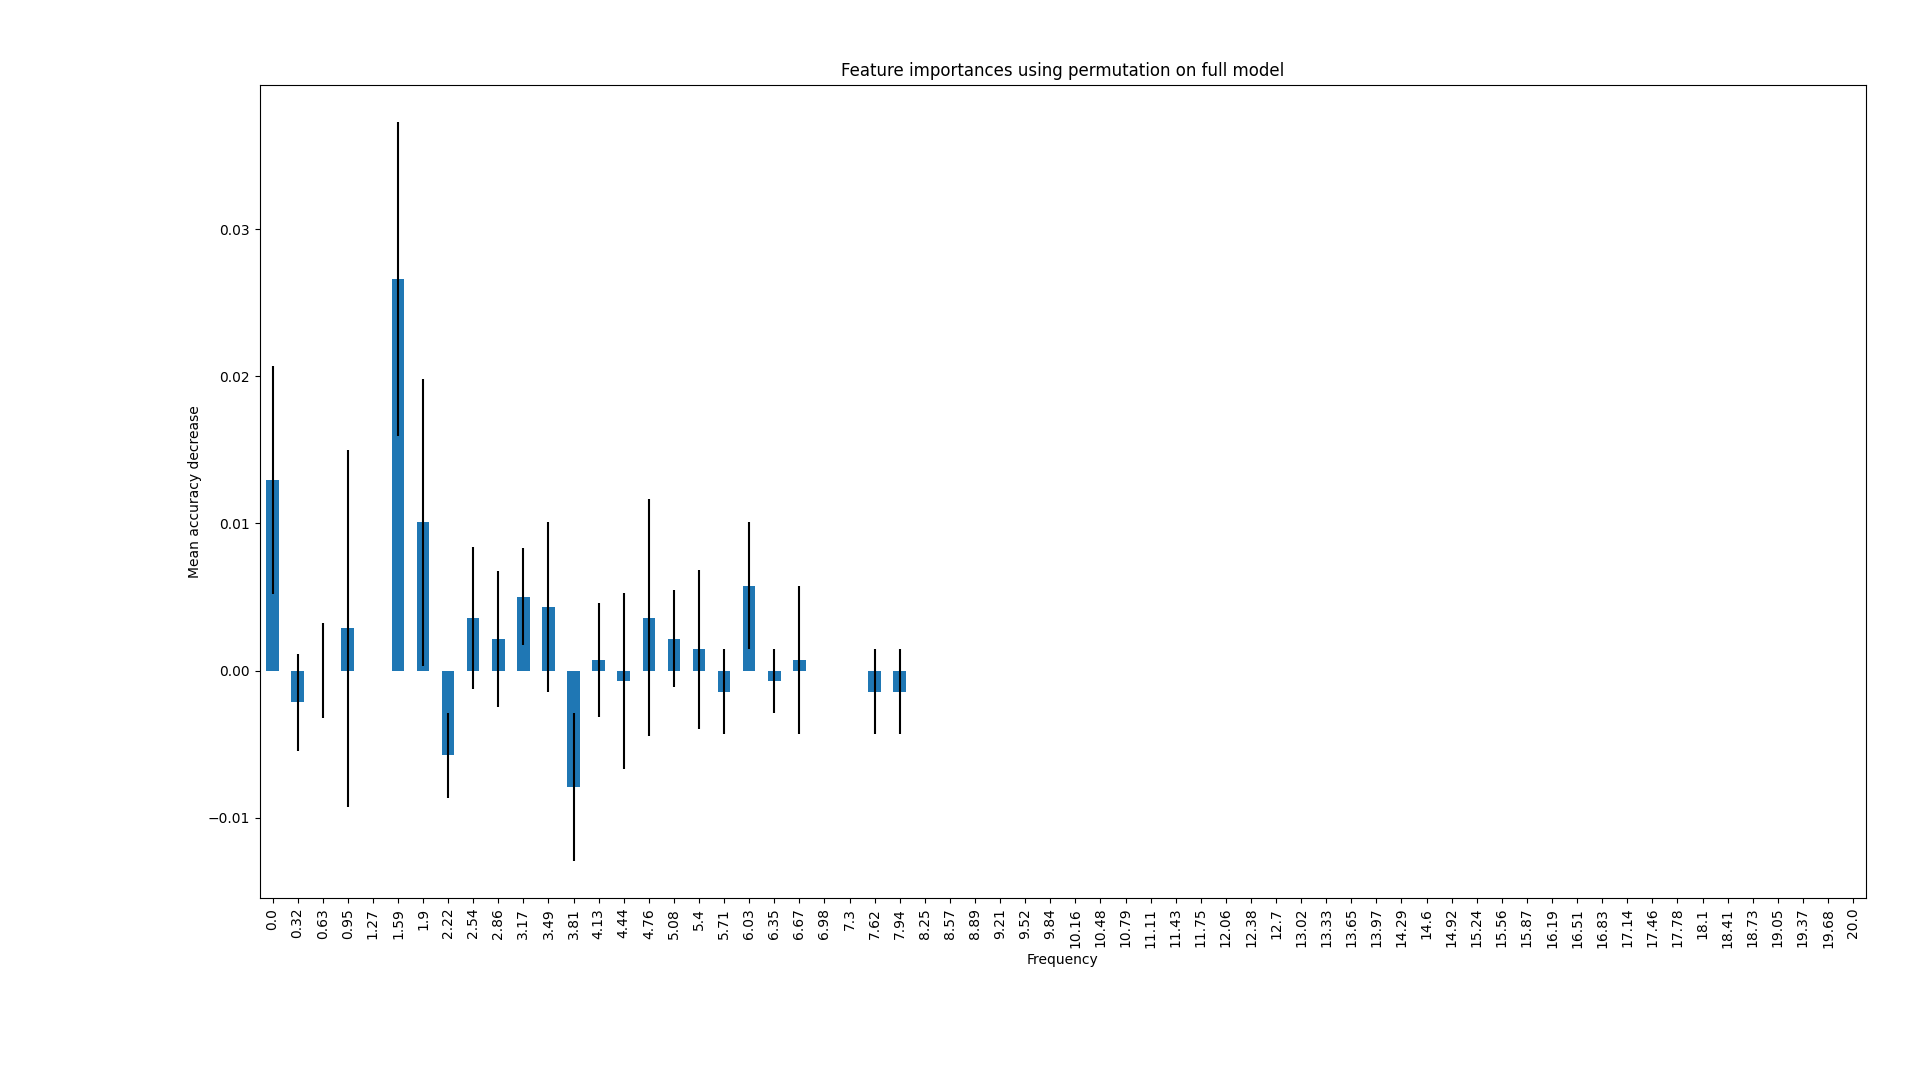 Feature importances using permutation on full model
Mean accuracy decrease
0.03
0.02
0.01
0.00
−0.01
0.0 0.32 0.63 0.95 1.27 1.59 1.9 2.22 2.54 2.86 3.17 3.49 3.81 4.13 4.44 4.76 5.08 5.4 5.71 6.03 6.35 6.67 6.98 7.3 7.62 7.94 8.25 8.57 8.89 9.21 9.52 9.84 10.16 10.48 10.79 11.11 11.43 11.75 12.06 12.38 12.7 13.02 13.33 13.65 13.97 14.29 14.6 14.92 15.24 15.56 15.87 16.19 16.51 16.83 17.14 17.46 17.78 18.1 18.41 18.73 19.05 19.37 19.68 20.0
Frequency